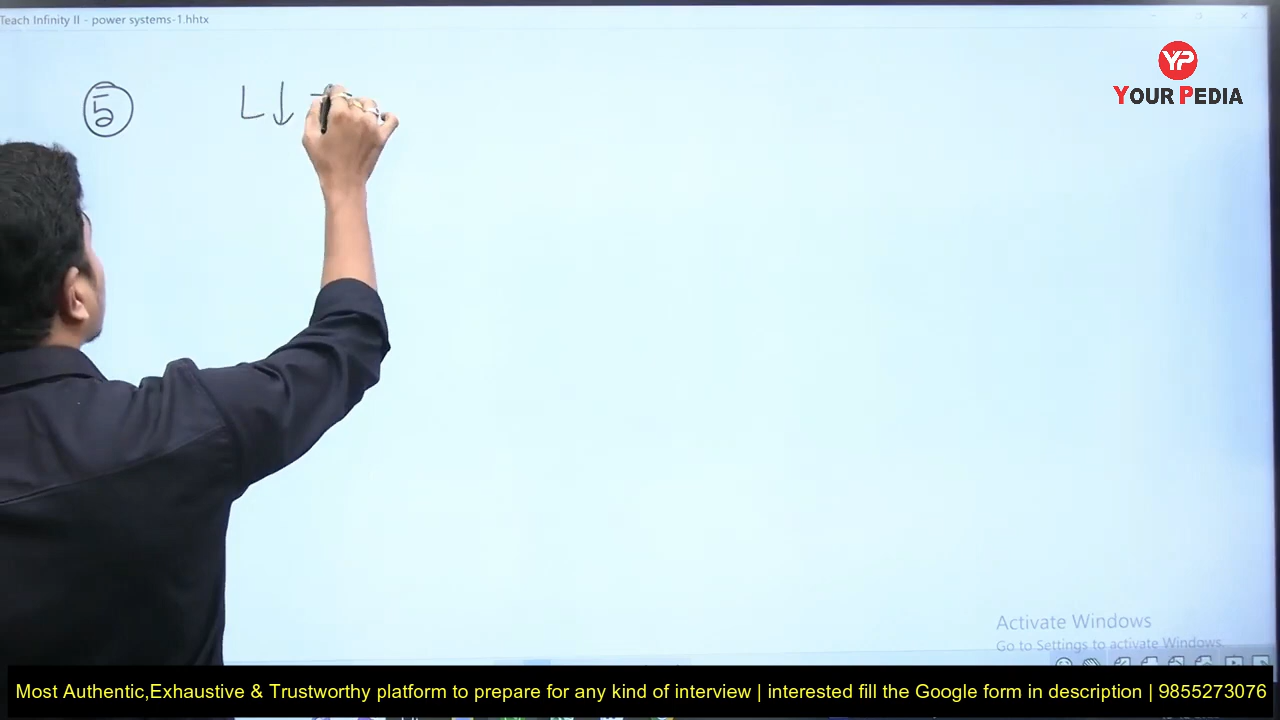 Teach Infinity II - power systems-1.hhtx
YP
YOUR PEDIA
5 L↓
Activate Windows
Go to Settings to activate Windows.
Most Authentic,Exhaustive & Trustworthy platform to prepare for any kind of interview | interested fill the Google form in description | 9855273076